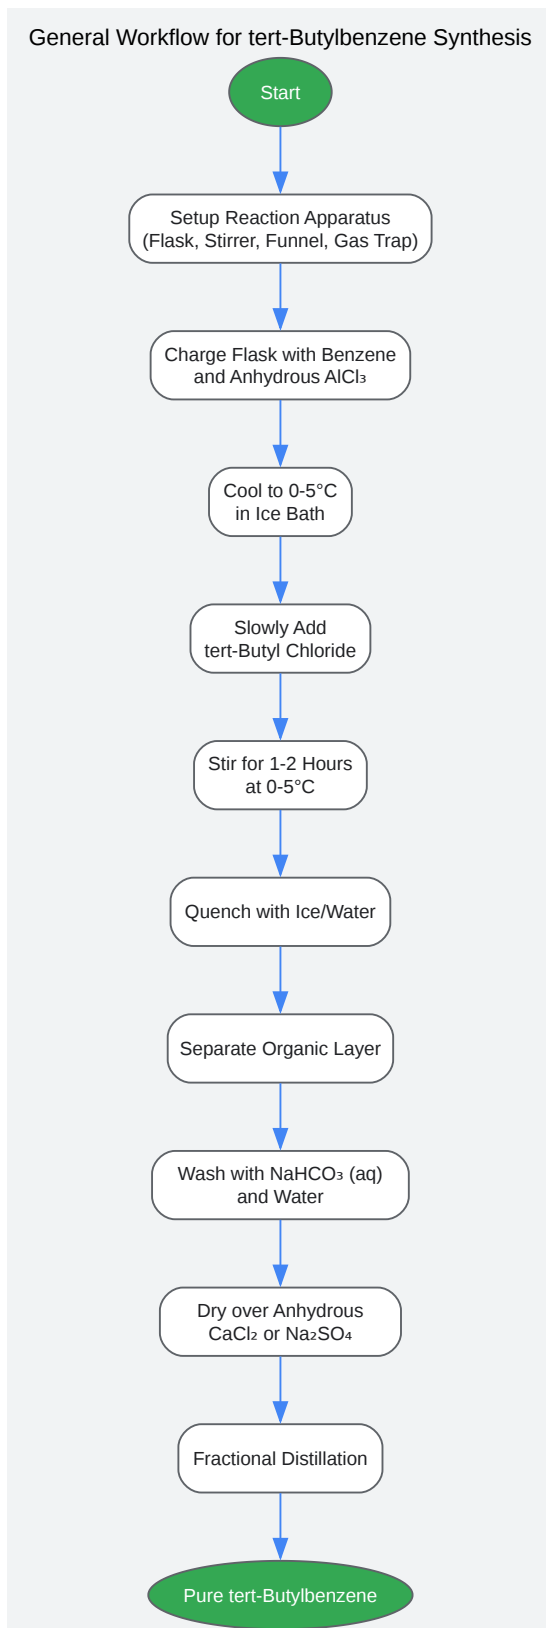 General Workflow for tert-Butylbenzene Synthesis
Start
Setup Reaction Apparatus
(Flask, Stirrer, Funnel, Gas Trap)
Charge Flask with Benzene
and Anhydrous AlCl₃
Cool to 0-5°C
in Ice Bath
Slowly Add
tert-Butyl Chloride
Stir for 1-2 Hours
at 0-5°C
Quench with Ice/Water
Separate Organic Layer
Wash with NaHCO₃ (aq)
and Water
Dry over Anhydrous
CaCl₂ or Na₂SO₄
Fractional Distillation
Pure tert-Butylbenzene